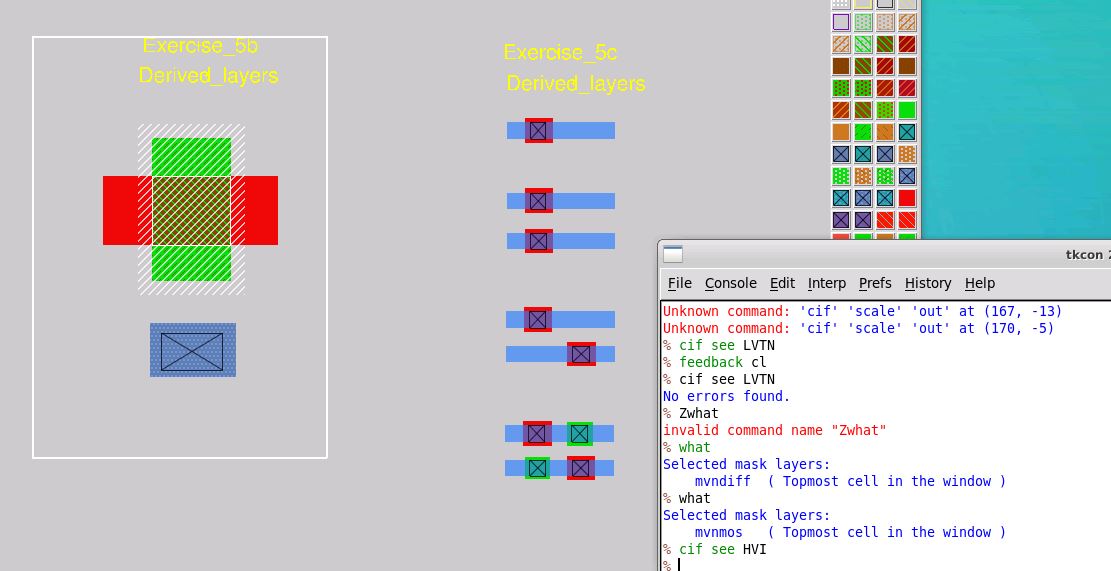 Exercise_5b
Derived_layers
Exercise_5c
Derived_layers
tkcon 2
File Console Edit Interp Prefs History Help
Unknown command: 'cif' 'scale' 'out' at (167, -13)
Unknown command: 'cif' 'scale' 'out' at (170, -5)
% cif see LVTN
% feedback cl
% cif see LVTN
No errors found.
% Zwhat
invalid command name "Zwhat"
% what
Selected mask layers:
mvndiff ( Topmost cell in the window )
% what
Selected mask layers:
mvnmos ( Topmost cell in the window )
% cif see HVI
%